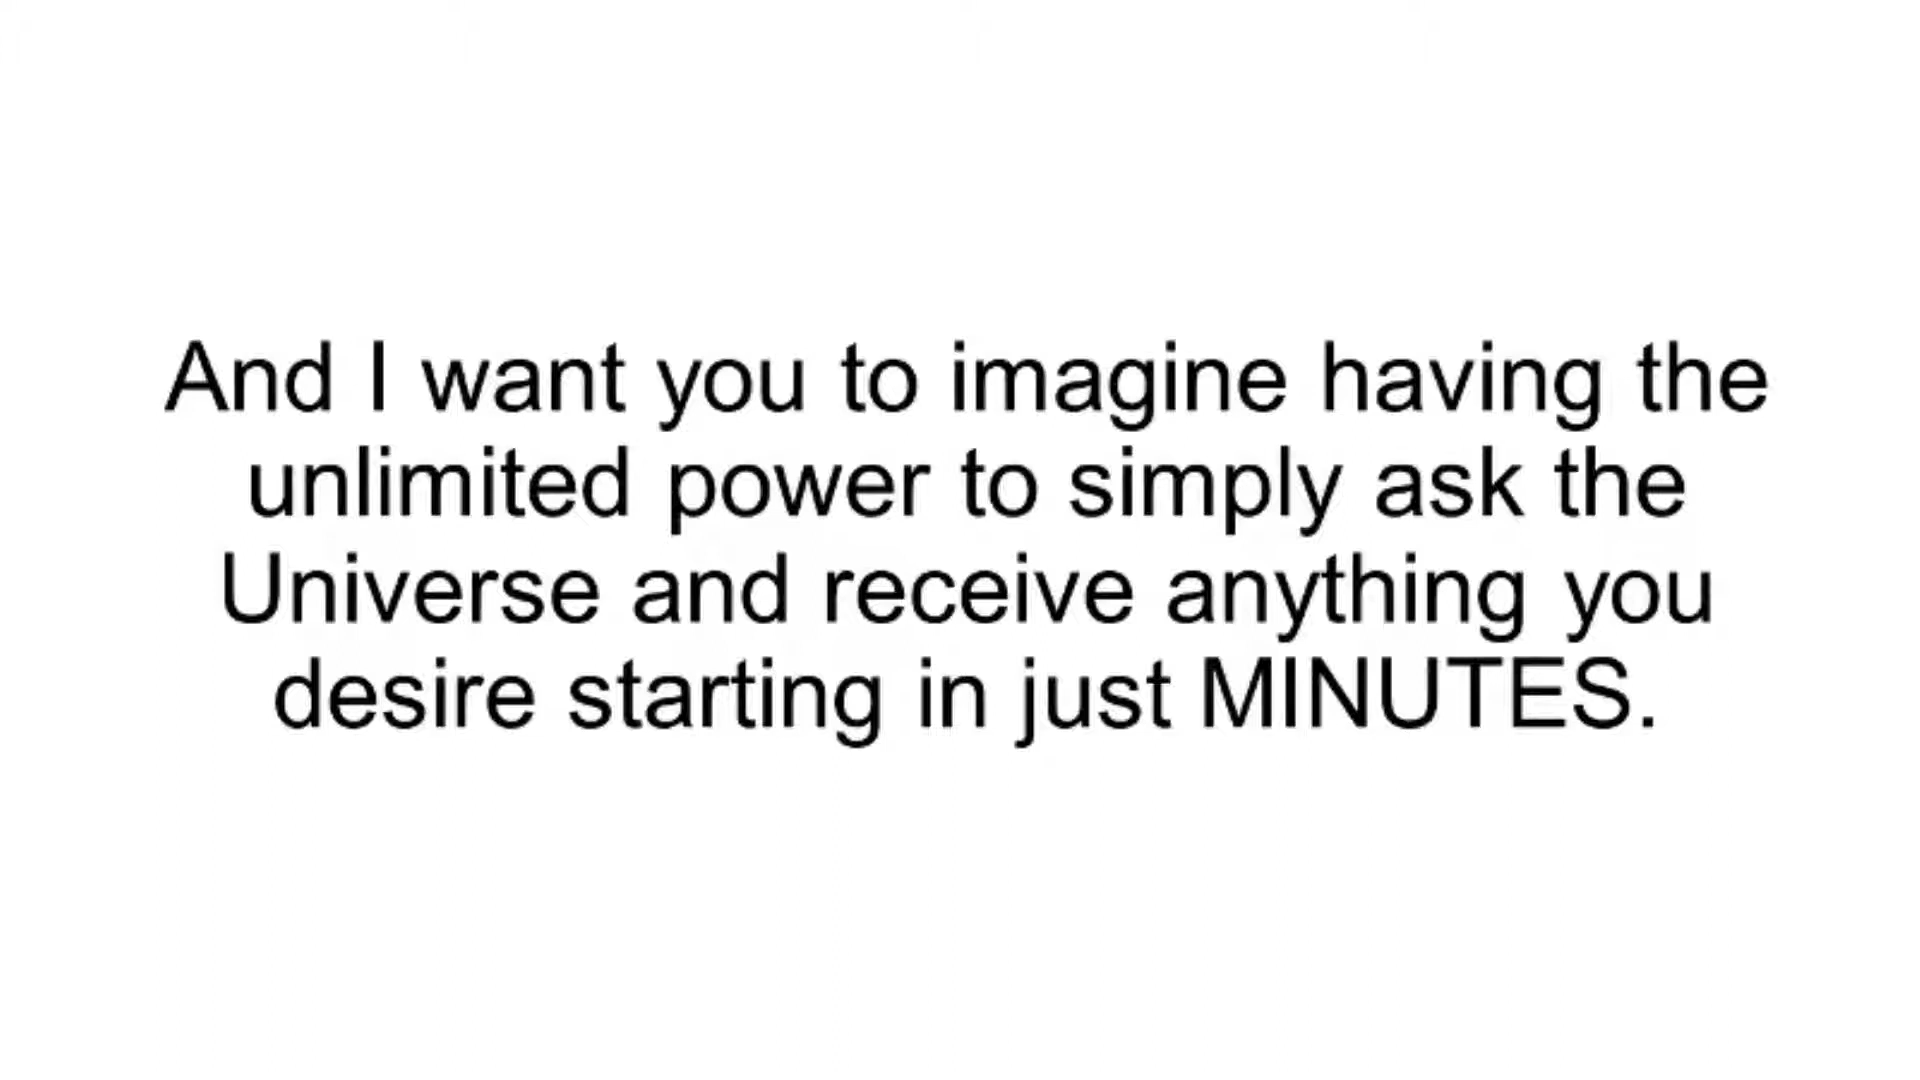 And I want you to imagine having the
unlimited power to simply ask the
Universe and receive anything you
desire starting in just MINUTES.